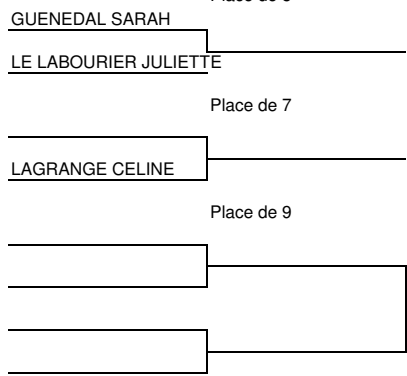 GUENEDAL SARAH
LE LABOURIER JULIETTE
Place de 7
LAGRANGE CELINE
Place de 9